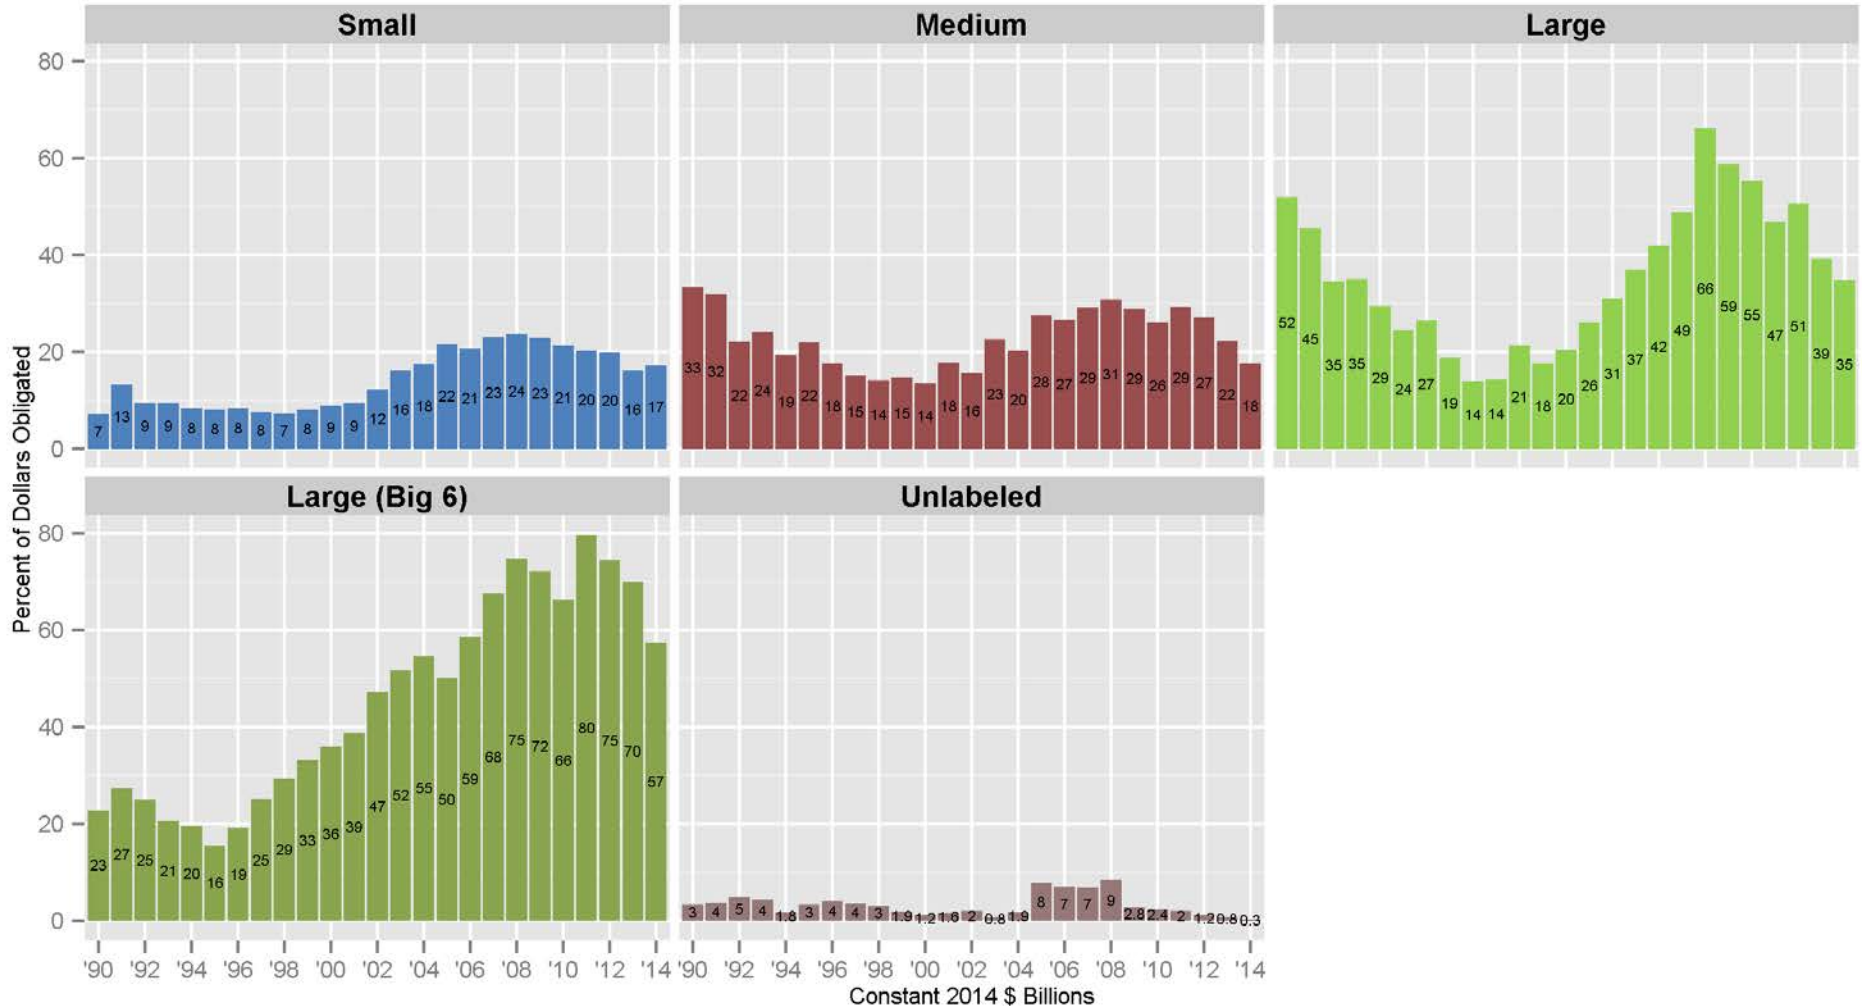 Small Medium Large
80
60
40
20
0
7 13 9 9 8 8 8 8 7 8 9 9 12 16 18 22 21 23 24 23 21 20 20 16 17
33 32 22 24 19 22 18 15 14 15 14 18 16 23 20 28 27 29 31 29 26 29 27 22 18
52 45 35 35 29 24 27 19 14 14 21 18 20 26 31 37 42 49 66 59 55 47 51 39 35
Percent of Dollars Obligated
Large (Big 6) Unlabeled
80
60
40
20
0
23 27 25 21 20 16 19 25 29 33 36 39 47 52 55 50 59 68 75 72 66 80 75 70 57
3 4 5 4 1.8 3 4 4 3 1.9 1.2 1.6 2 0.8 1.9 8 7 7 9 2.8 2.4 2 1.2 0.8 0.3
'90 '92 '94 '96 '98 '00 '02 '04 '06 '08 '10 '12 '14 '90 '92 '94 '96 '98 '00 '02 '04 '06 '08 '10 '12 '14
Constant 2014 $ Billions